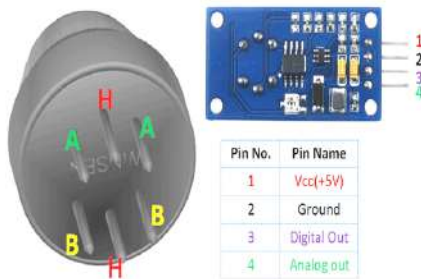 H
A
A
B
B
H
1
2
3
4
Pin No. Pin Name
1 Vcc(+5V)
2 Ground
3 Digital Out
4 Analog out